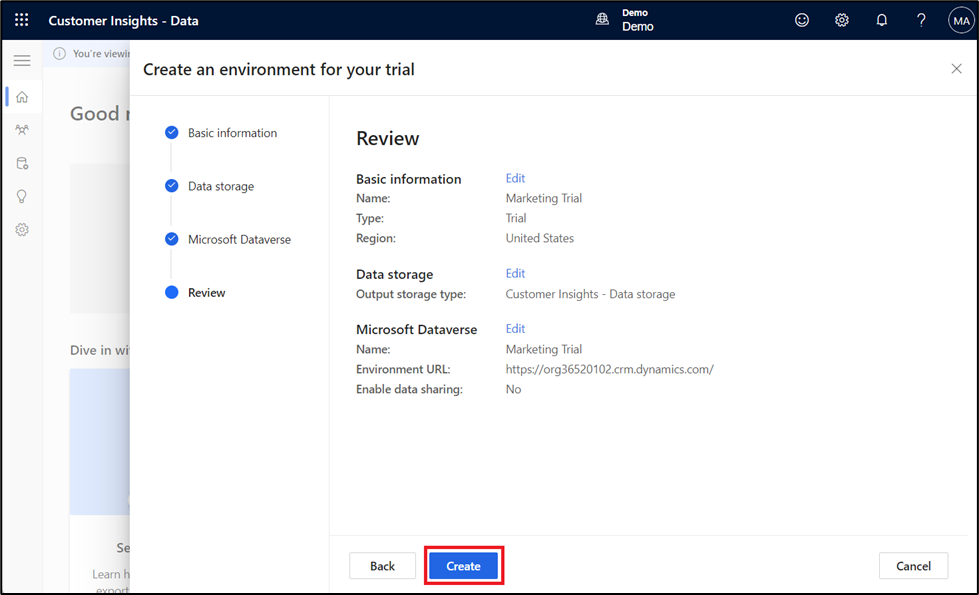 Customer Insights - Data
Demo
Demo
?
MA
You're
Create an environment for your trial
Good
Basic information
Data storage
Microsoft Dataverse
Review
Review
Basic information Edit
Name: Marketing Trial
Type: Trial
Region: United States
Data storage Edit
Output storage type: Customer Insights - Data storage
Microsoft Dataverse Edit
Name: Marketing Trial
Environment URL: https://org36520102.crm.dynamics.com/
Enable data sharing: No
Dive in
Learn
export
Back Create Cancel